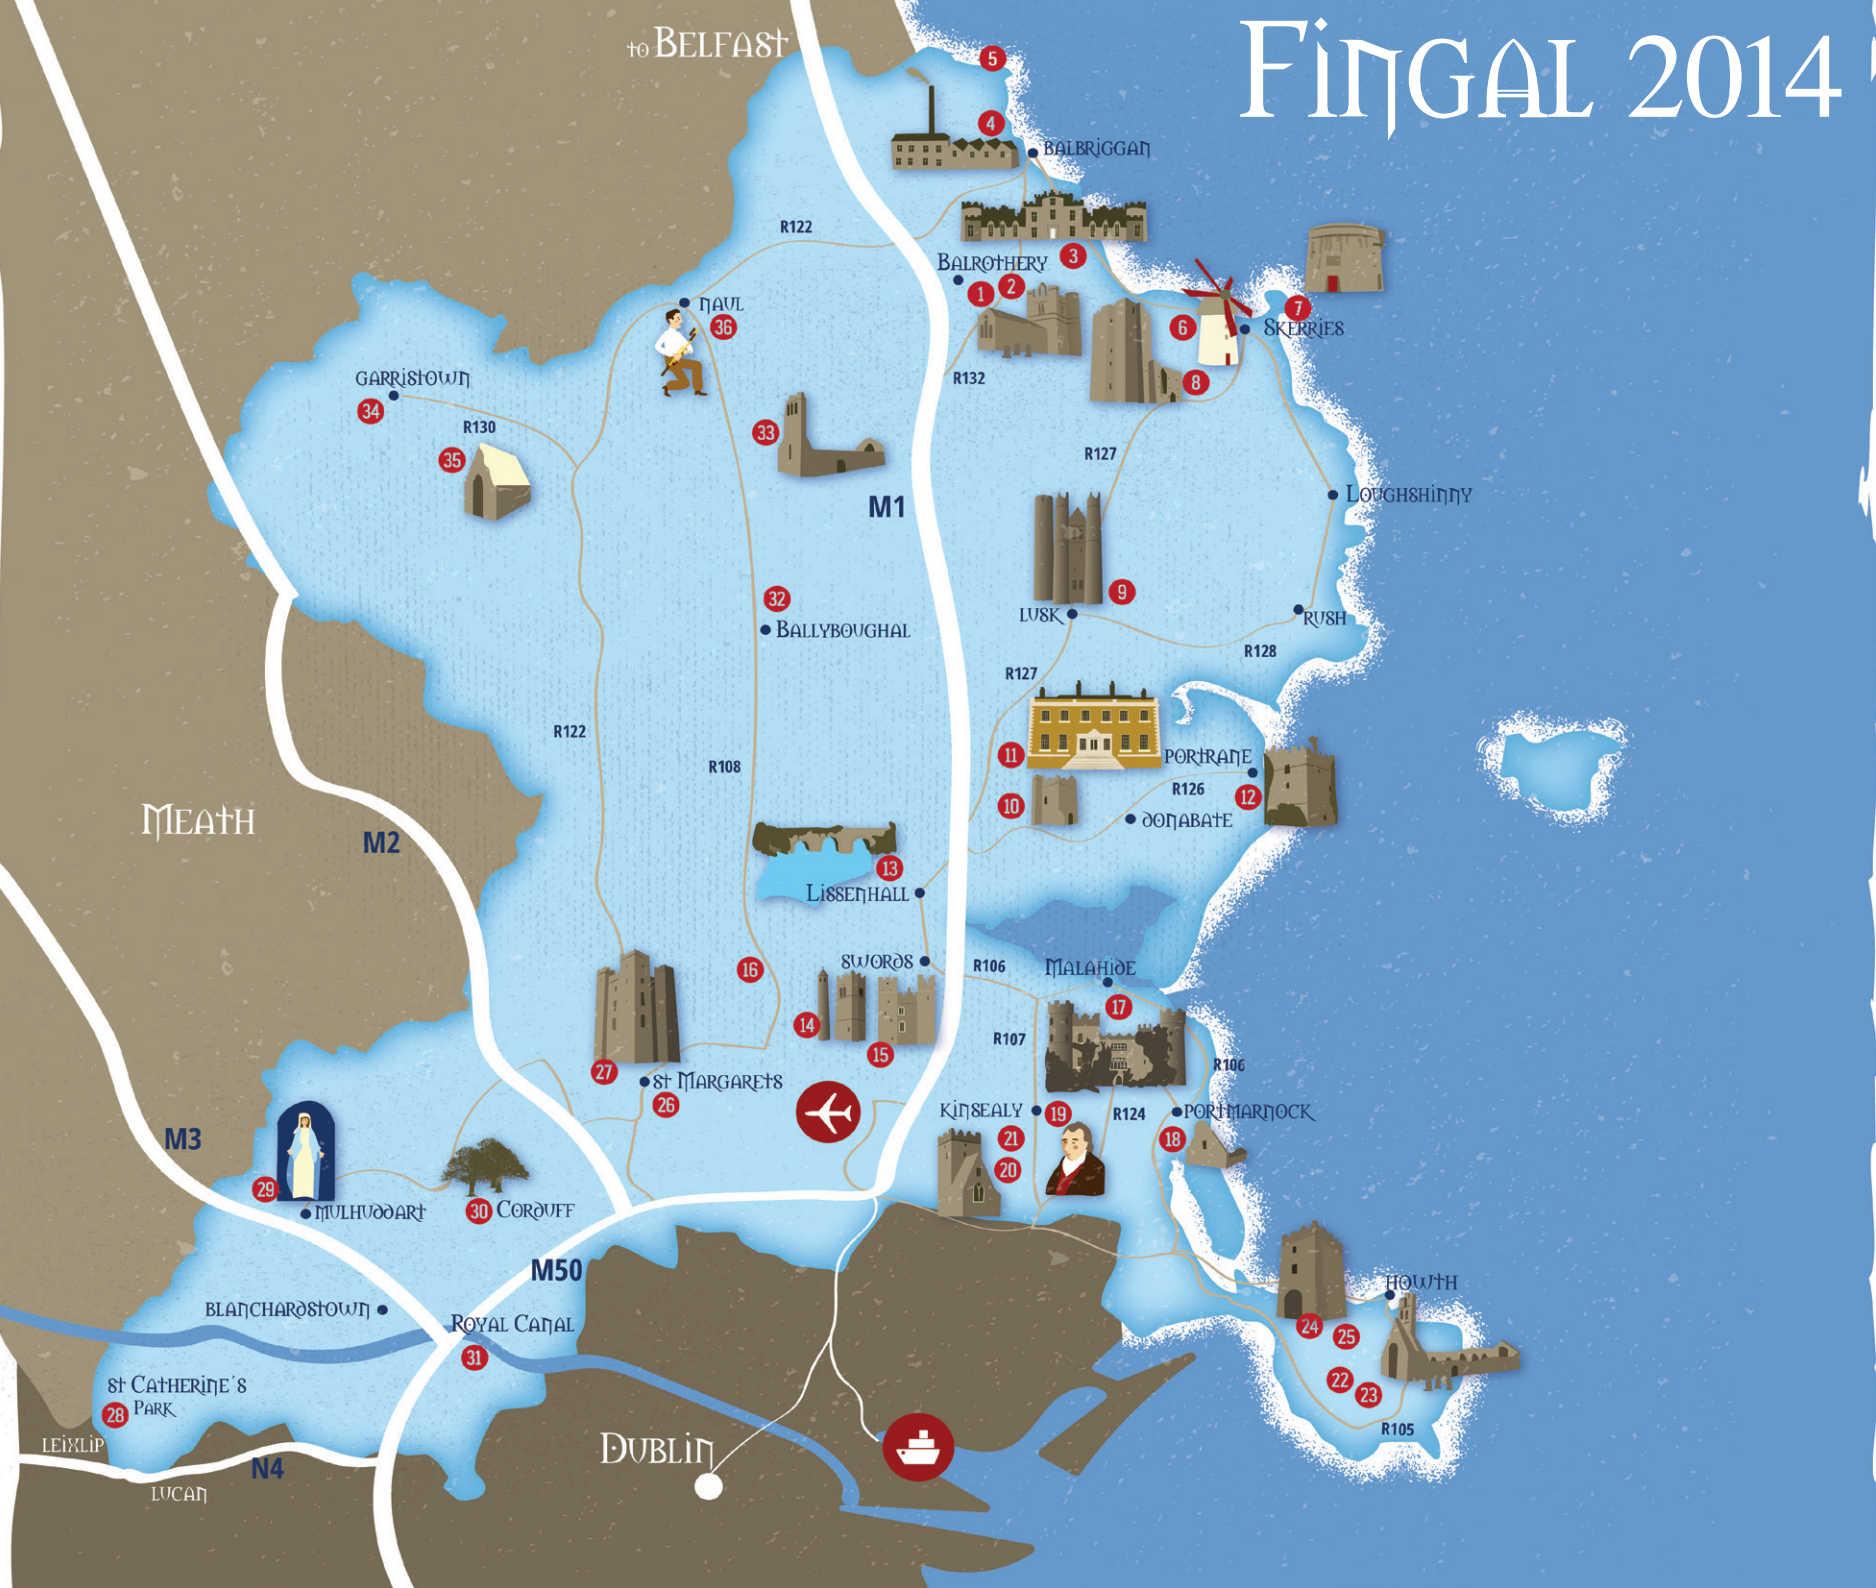 FINGAL 2014
to BELFAST
5
4
BALBRIGGAN
R122
3
BALROTHERY
1
2
7
6
SKERRIES
NAUL
36
R132
8
GARRISTOWN
34
R130
35
33
R127
M1
LOUGHSHINNY
9
32
LUSK
RUSH
BALLYBOUGHAL
R128
R127
R122
R108
11
PORTRANE
R126
12
10
DONABATE
MEATH
M2
13
LISSENHALL
SWORDS
16
R106
MALAHIDE
17
14
R107
15
R106
27
ST MARGARETS
26
KINSEALY
19
R124
PORTMARNOCK
21
18
M3
20
29
MULHUDDART
30 CORDUFF
M50
HOWTH
BLANCHARDSTOWN
ROYAL CANAL
24
25
31
ST CATHERINE'S
28 PARK
22
23
R105
LEIXLIP
DUBLIN
N4
LUCAN